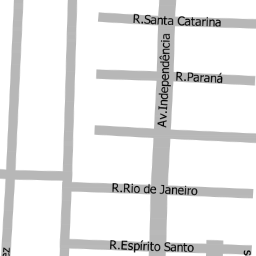 R.Santa Catarina
R.Paraná
Av.Independência
R.Rio de Janeiro
R.Espírito Santo